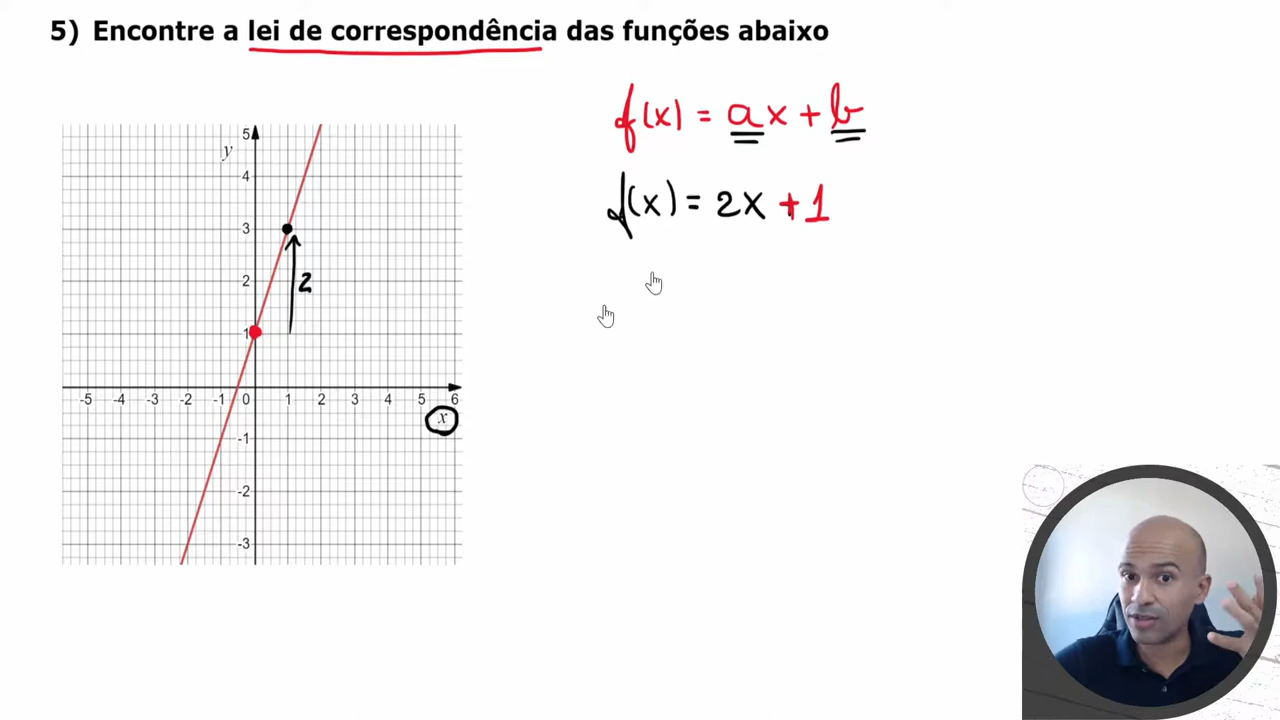 5) Encontre a lei de correspondência das funções abaixo
f(x) = ax + b
f(x) = 2x + 1
5
y
4
3
2
2
1
-5 -4 -3 -2 -1 0 1 2 3 4 5 6
x
-1
-2
-3